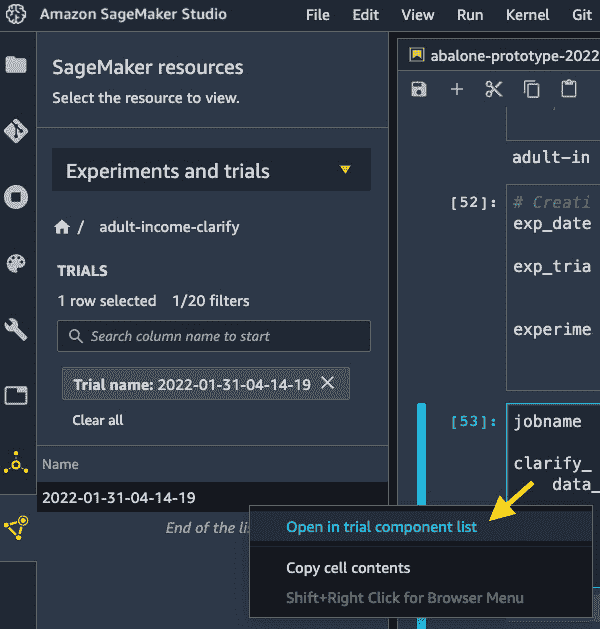 Amazon SageMaker Studio File Edit View Run Kernel Git
SageMaker resources
Select the resource to view.
Experiments and trials
/ adult-income-clarify
TRIALS
1 row selected 1/20 filters
Search column name to start
Trial name: 2022-01-31-04-14-19
Clear all
Name
2022-01-31-04-14-19
End of the lis
abalone-prototype-2022
adult-in
[52]: # Creati
exp_date
exp_tria
experime
[53]: jobname
clarify_
data_
Open in trial component list
Copy cell contents
Shift+Right Click for Browser Menu